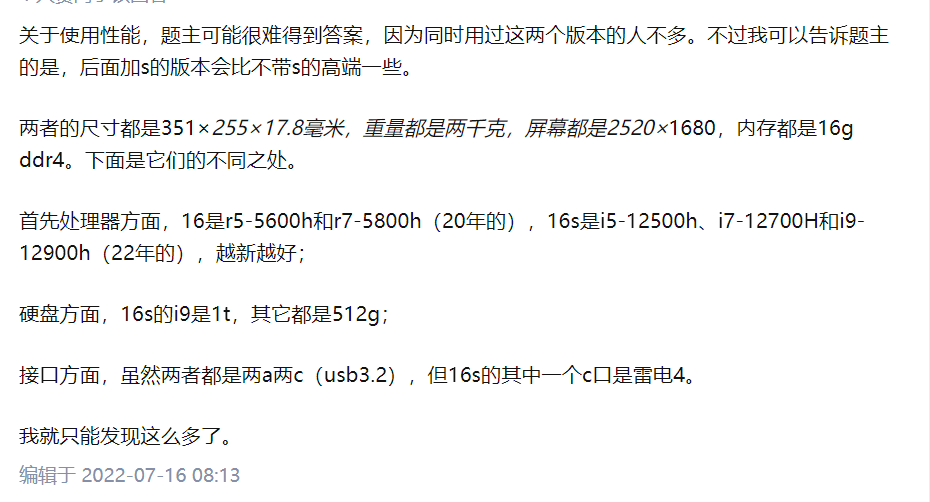 关于使用性能，题主可能很难得到答案，因为同时用过这两个版本的人不多。不过我可以告诉题主
的是，后面加s的版本会比不带s的高端一些。
两者的尺寸都是351×255×17.8毫米，重量都是两千克，屏幕都是2520×1680，内存都是16g
ddr4。下面是它们的不同之处。
首先处理器方面，16是r5-5600h和r7-5800h（20年的），16s是i5-12500h、i7-12700H和i9-
12900h（22年的），越新越好；
硬盘方面，16s的i9是1t，其它都是512g；
接口方面，虽然两者都是两a两c（usb3.2），但16s的其中一个c口是雷电4。
我就只能发现这么多了。
编辑于 2022-07-16 08:13